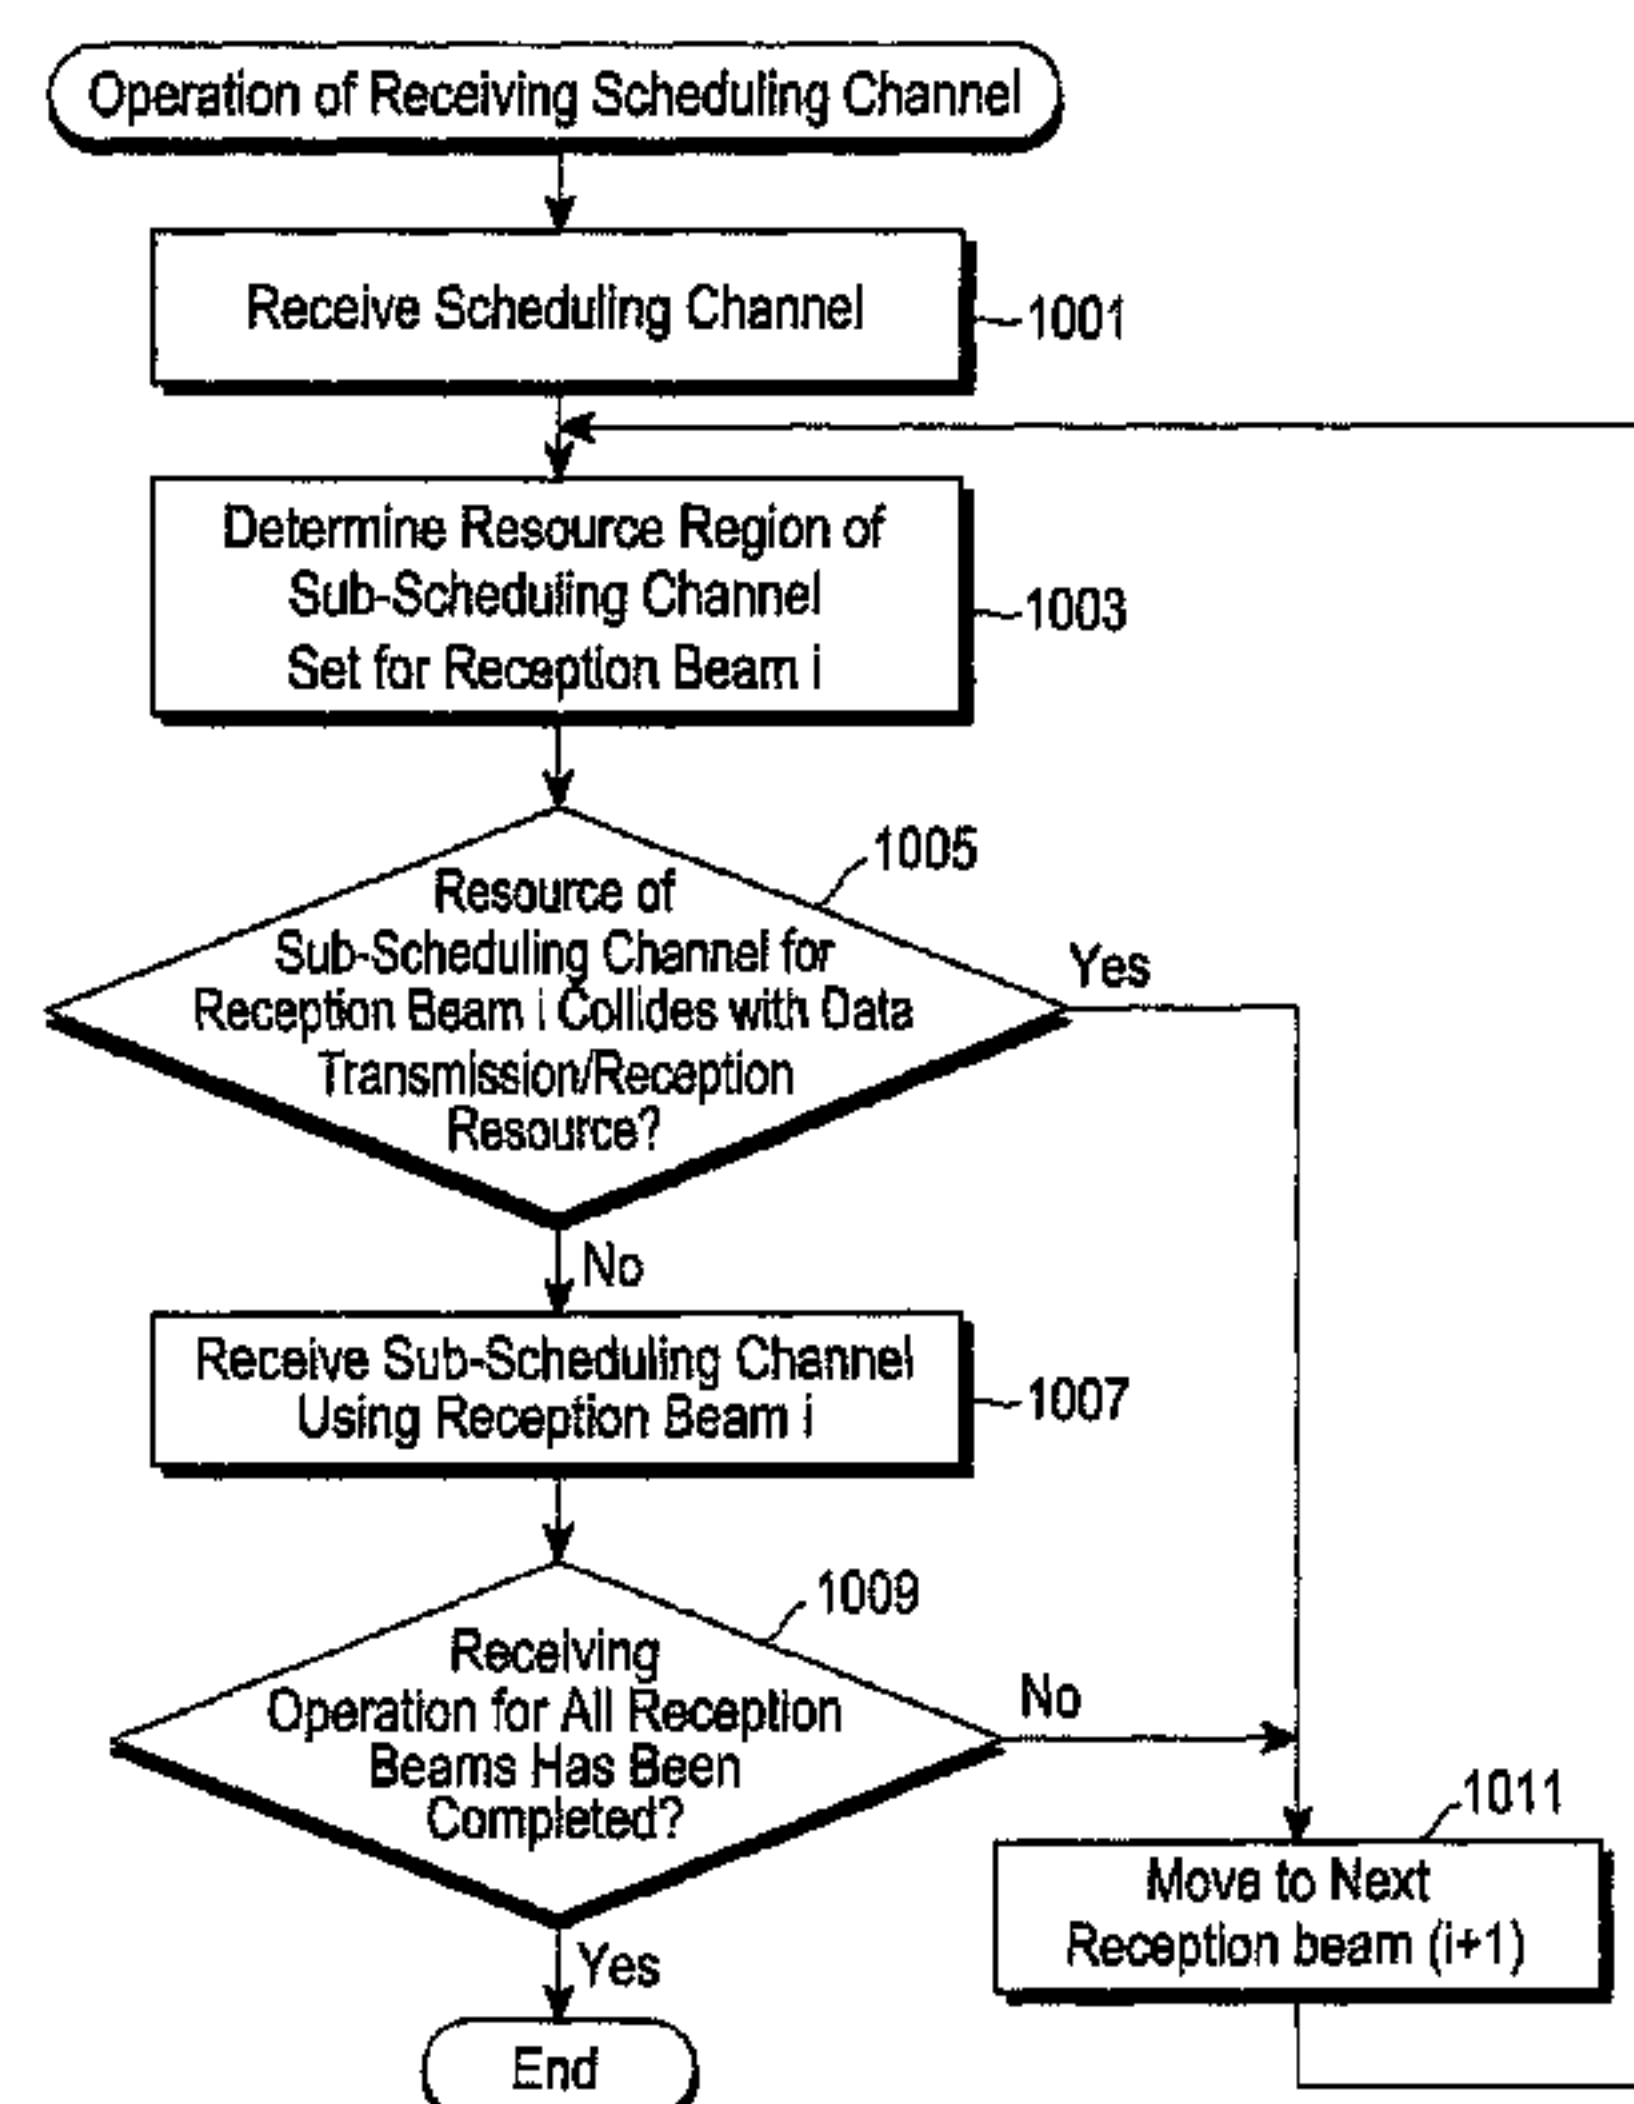 Operation of Receiving Scheduling Channel
Receive Scheduling Channel
1001
Determine Resource Region of
Sub-Scheduling Channel
Set for Reception Beam i
1003
1005
Resource of
Sub-Scheduling Channel for
Reception Beam i Collides with Data
Transmission/Reception
Resource?
Yes
No
Receive Sub-Scheduling Channel
Using Reception Beam i
1007
1009
Receiving
Operation for All Reception
Beams Has Been
Completed?
No
Yes
1011
Move to Next
Reception beam (i+1)
End